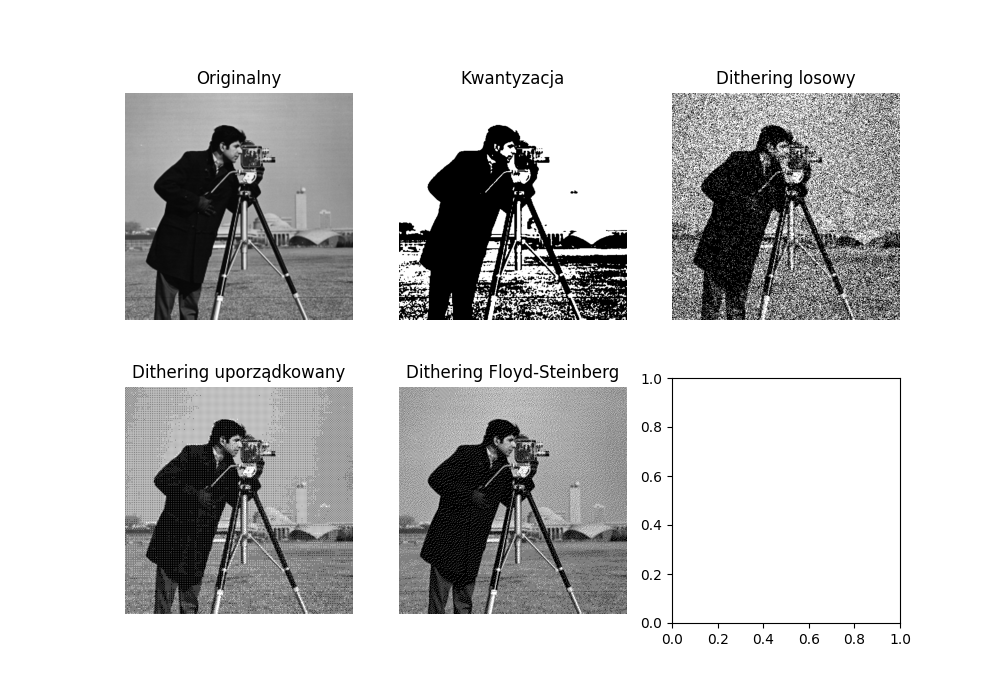 Originalny
Kwantyzacja
Dithering losowy
Dithering uporządkowany
Dithering Floyd-Steinberg
1.0
0.8
0.6
0.4
0.2
0.0
0.0 0.2 0.4 0.6 0.8 1.0